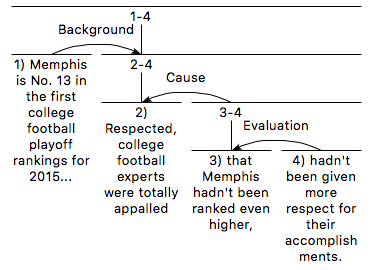 1-4
Background
1) Memphis
is No. 13 in
the first
college
football
playoff
rankings for
2015...
2-4
Cause
2)
Respected,
college
football
experts
were totally
appalled
3-4
Evaluation
3) that
Memphis
hadn't been
ranked even
higher,
4) hadn't
been given
more
respect for
their
accomplish
ments.